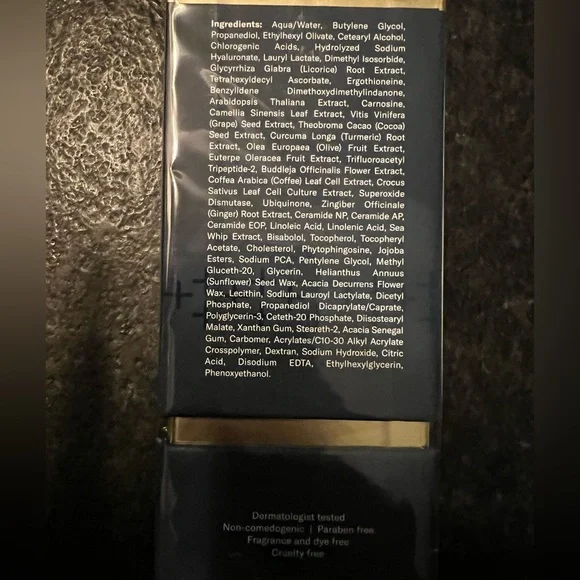 Ingredients: Aqua/Water, Butylene Glycol,
Propanediol, Ethylhexyl Olivate, Cetearyl Alcohol,
Chlorogenic Acids, Hydrolyzed Sodium
Hyaluronate, Lauryl Lactate, Dimethyl Isosorbide,
Glycyrrhiza Glabra (Licorice) Root Extract,
Tetrahexyldecyl Ascorbate, Ergothioneine,
Benzylidene Dimethoxydimethylindanone,
Arabidopsis Thaliana Extract, Carnosine,
Camellia Sinensis Leaf Extract, Vitis Vinifera
(Grape) Seed Extract, Theobroma Cacao (Cocoa)
Seed Extract, Curcuma Longa (Turmeric) Root
Extract, Olea Europaea (Olive) Fruit Extract,
Euterpe Oleracea Fruit Extract, Trifluoroacetyl
Tripeptide-2, Buddleja Officinalis Flower Extract,
Coffea Arabica (Coffee) Leaf Cell Extract, Crocus
Sativus Leaf Cell Culture Extract, Superoxide
Dismutase, Ubiquinone, Zingiber Officinale
(Ginger) Root Extract, Ceramide NP, Ceramide AP,
Ceramide EOP, Linoleic Acid, Linolenic Acid, Sea
Whip Extract, Bisabolol, Tocopherol, Tocopheryl
Acetate, Cholesterol, Phytosphingosine, Jojoba
Esters, Sodium PCA, Pentylene Glycol, Methyl
Gluceth-20, Glycerin, Helianthus Annuus
(Sunflower) Seed Wax, Acacia Decurrens Flower
Wax, Lecithin, Sodium Lauroyl Lactylate, Dicetyl
Phosphate, Propanediol Dicaprylate/Caprate,
Polyglycerin-3, Ceteth-20 Phosphate, Diisostearyl
Malate, Xanthan Gum, Steareth-2, Acacia Senegal
Gum, Carbomer, Acrylates/C10-30 Alkyl Acrylate
Crosspolymer, Dextran, Sodium Hydroxide, Citric
Acid, Disodium EDTA, Ethylhexylglycerin,
Phenoxyethanol.
Dermatologist tested
Non-comedogenic | Paraben free
Fragrance and dye free
Cruelty free